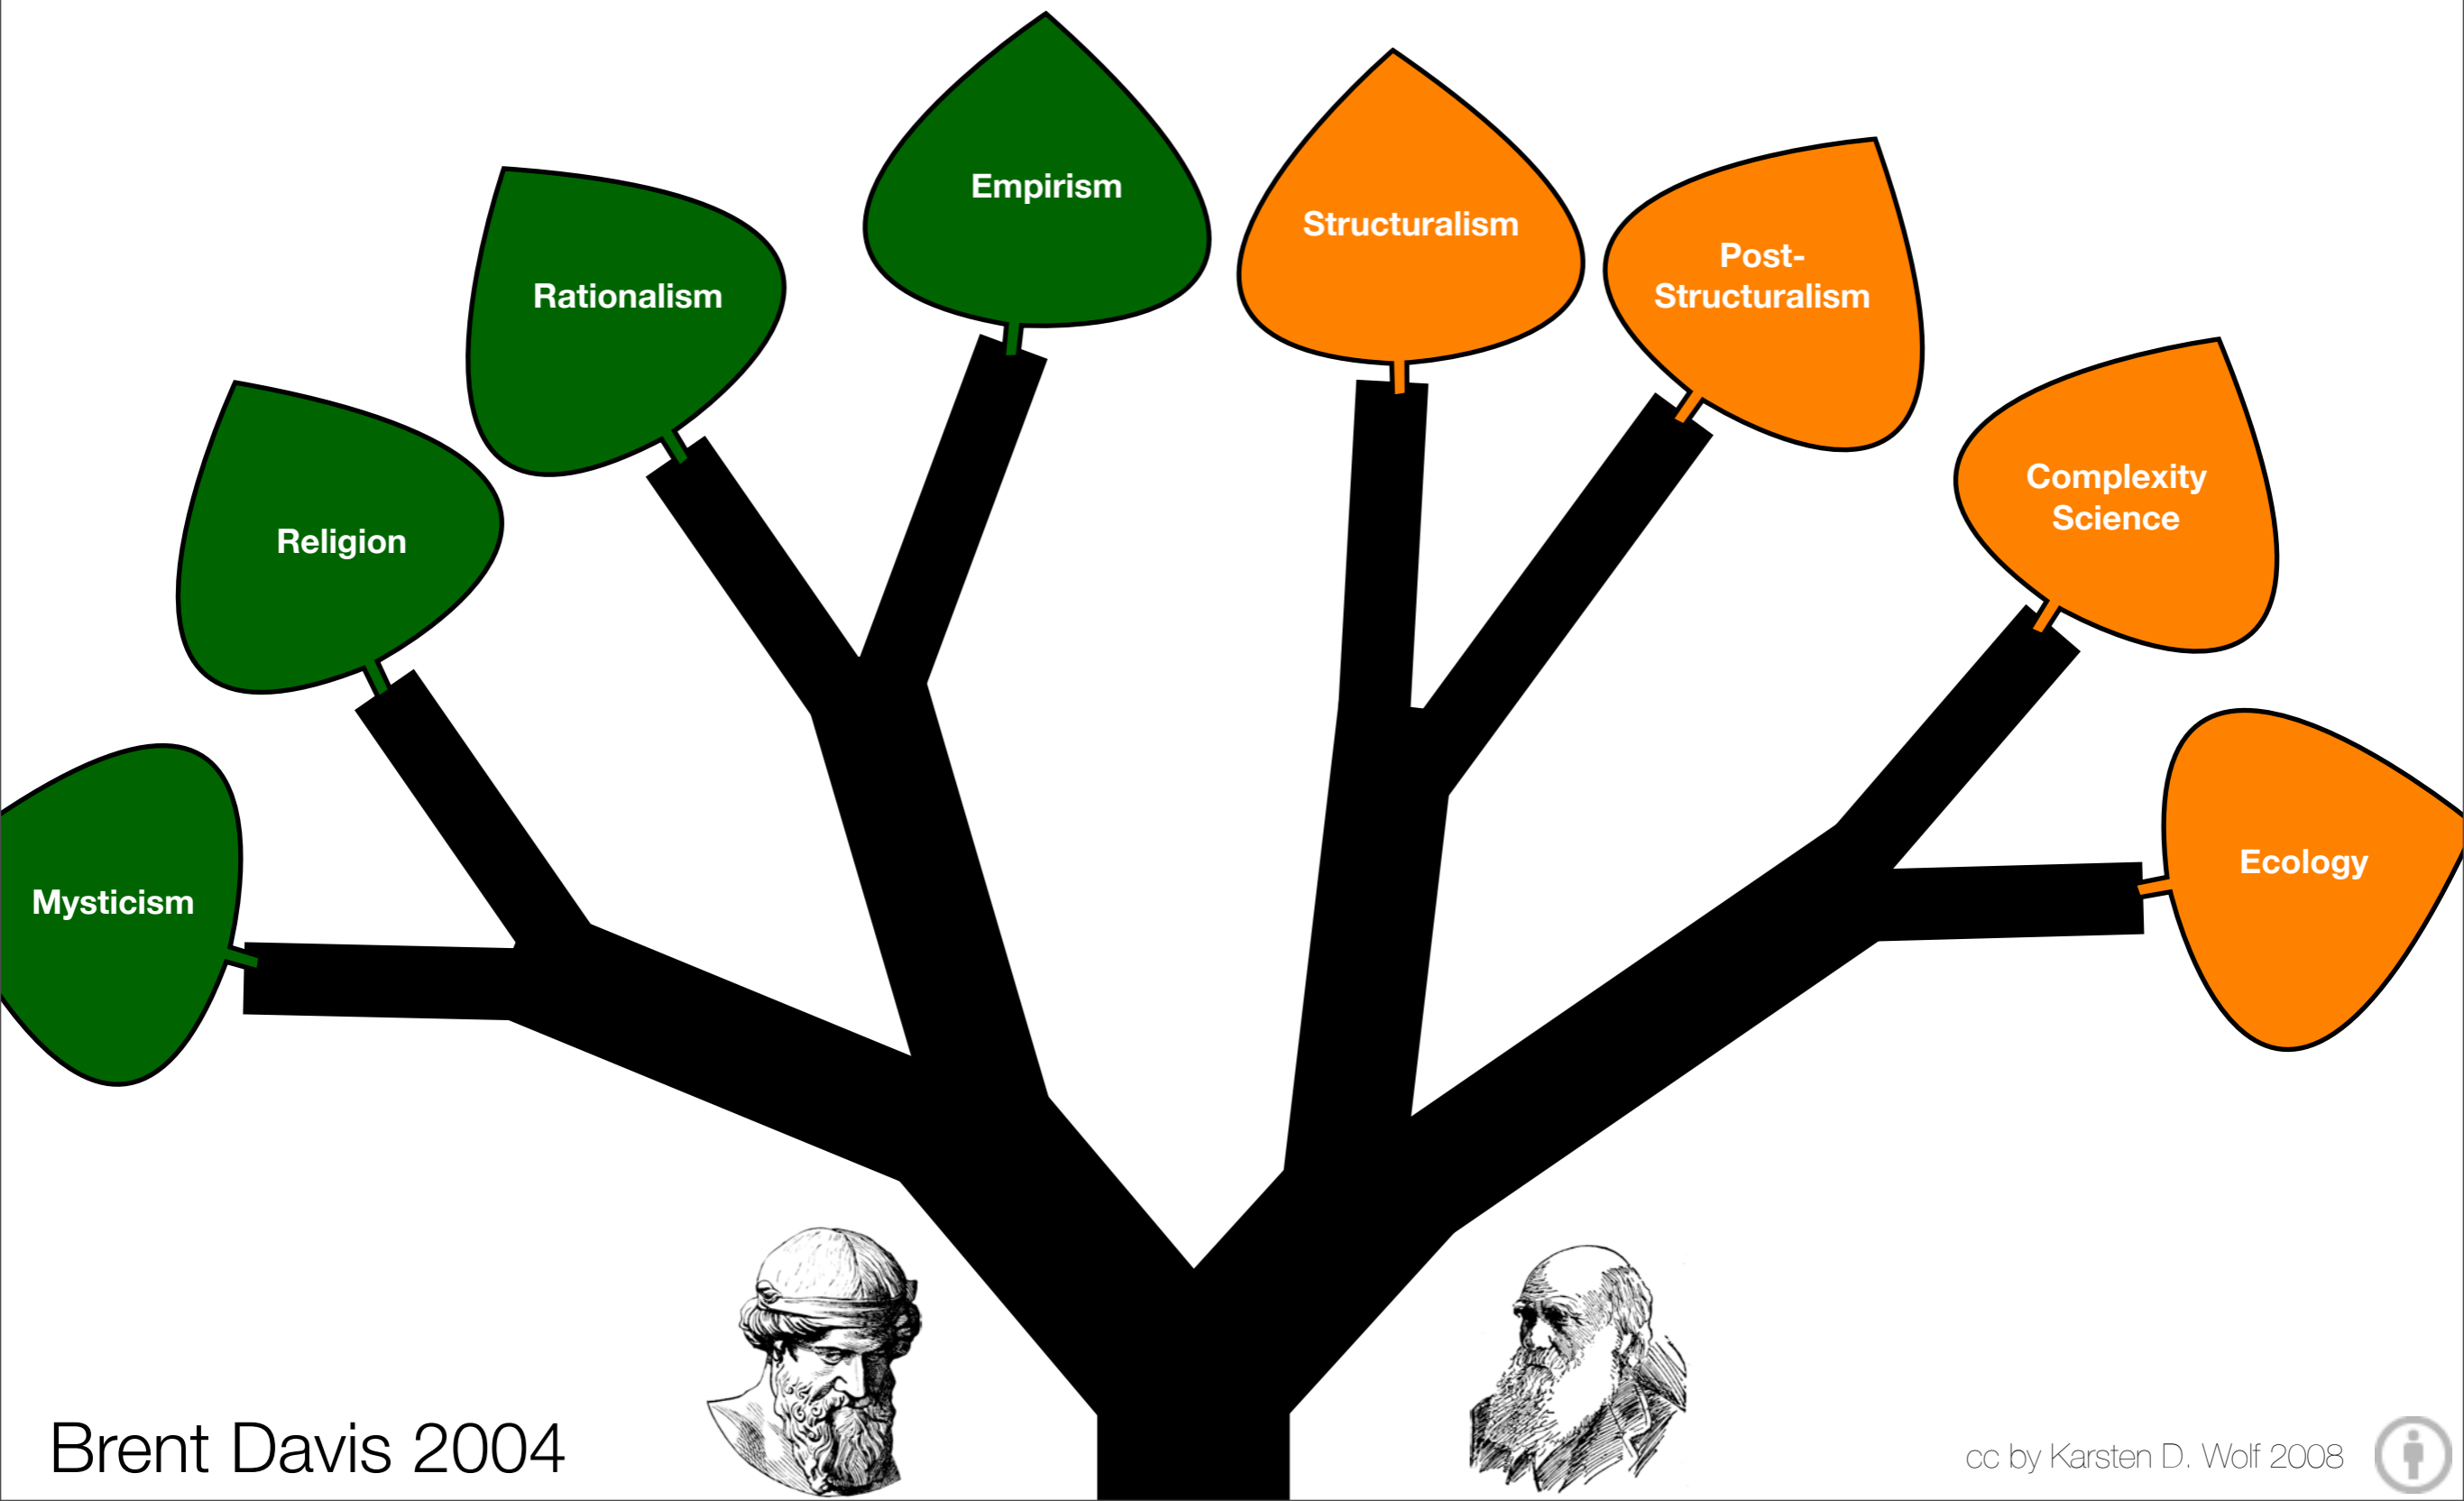 Empirism
Structuralism
Post-
Structuralism
Rationalism
Complexity
Science
Religion
Ecology
Mysticism
Brent Davis 2004
cc by Karsten D. Wolf 2008